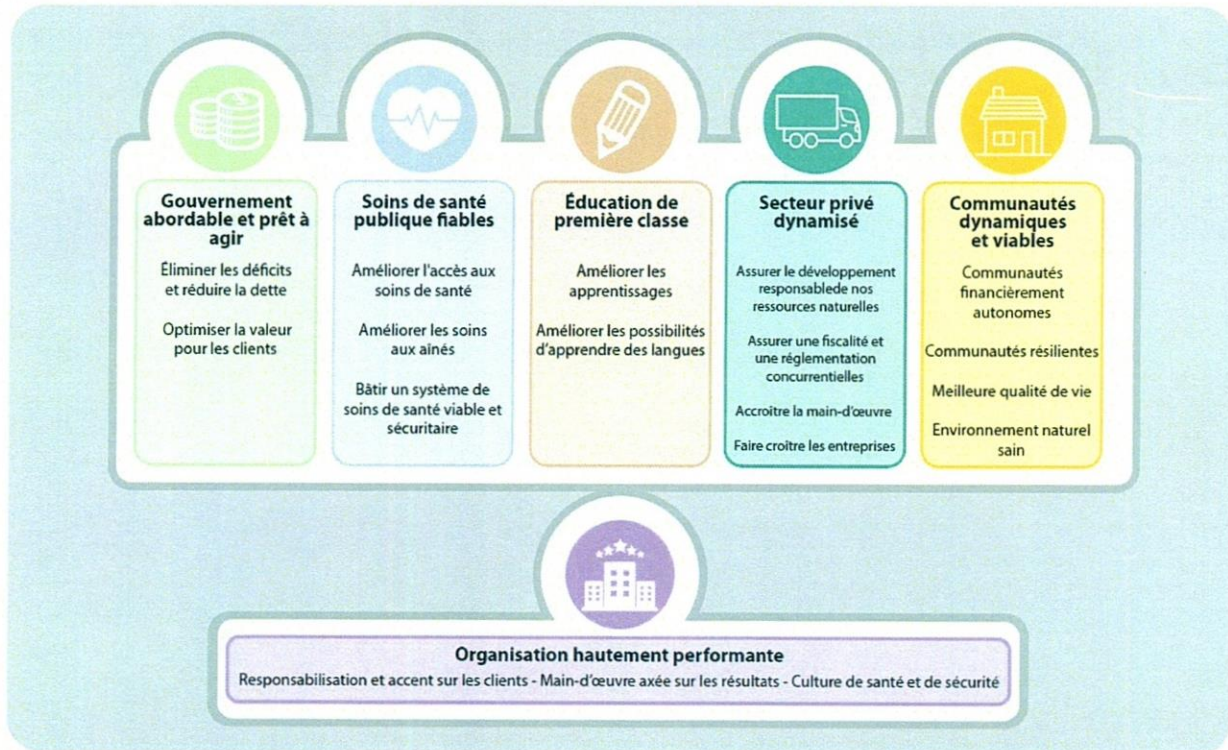 Gouvernement
abordable et prêt à
agir
Éliminer les déficits
et réduire la dette
Optimiser la valeur
pour les clients
Soins de santé
publique fiables
Améliorer l'accès aux
soins de santé
Améliorer les soins
aux aînés
Bâtir un système de
soins de santé viable et
sécuritaire
Éducation de
première classe
Améliorer les
apprentissages
Améliorer les possibilités
d'apprendre des langues
Secteur privé
dynamisé
Assurer le développement
responsablede nos
ressources naturelles
Assurer une fiscalité et
une réglementation
concurrentielles
Accroître la main-d'œuvre
Faire croître les entreprises
Communautés
dynamiques
et viables
Communautés
financièrement
autonomes
Communautés résilientes
Meilleure qualité de vie
Environnement naturel
sain
Organisation hautement performante
Responsabilisation et accent sur les clients - Main-d'œuvre axée sur les résultats - Culture de santé et de sécurité